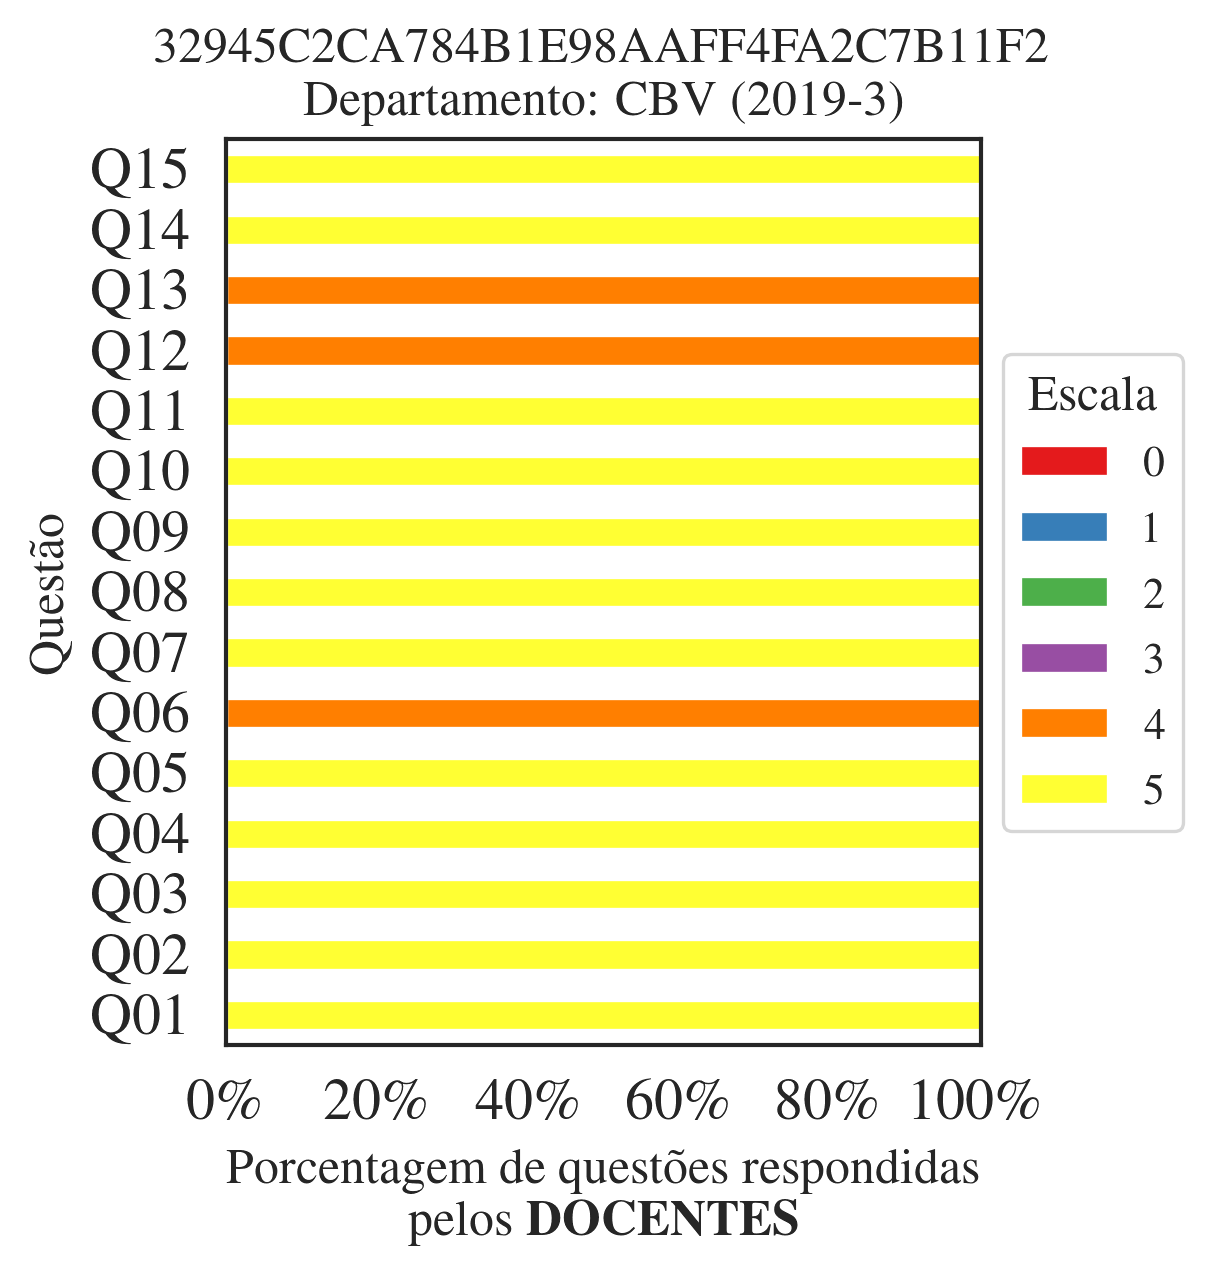 32945C2CA784B1E98AAFF4FA2C7B11F2
Departamento: CBV (2019-3)
Questão
Q15
Q14
Q13
Q12
Q11
Q10
Q09
Q08
Q07
Q06
Q05
Q04
Q03
Q02
Q01
0% 20% 40% 60% 80% 100%
Porcentagem de questões respondidas
pelos DOCENTES
Escala
0
1
2
3
4
5